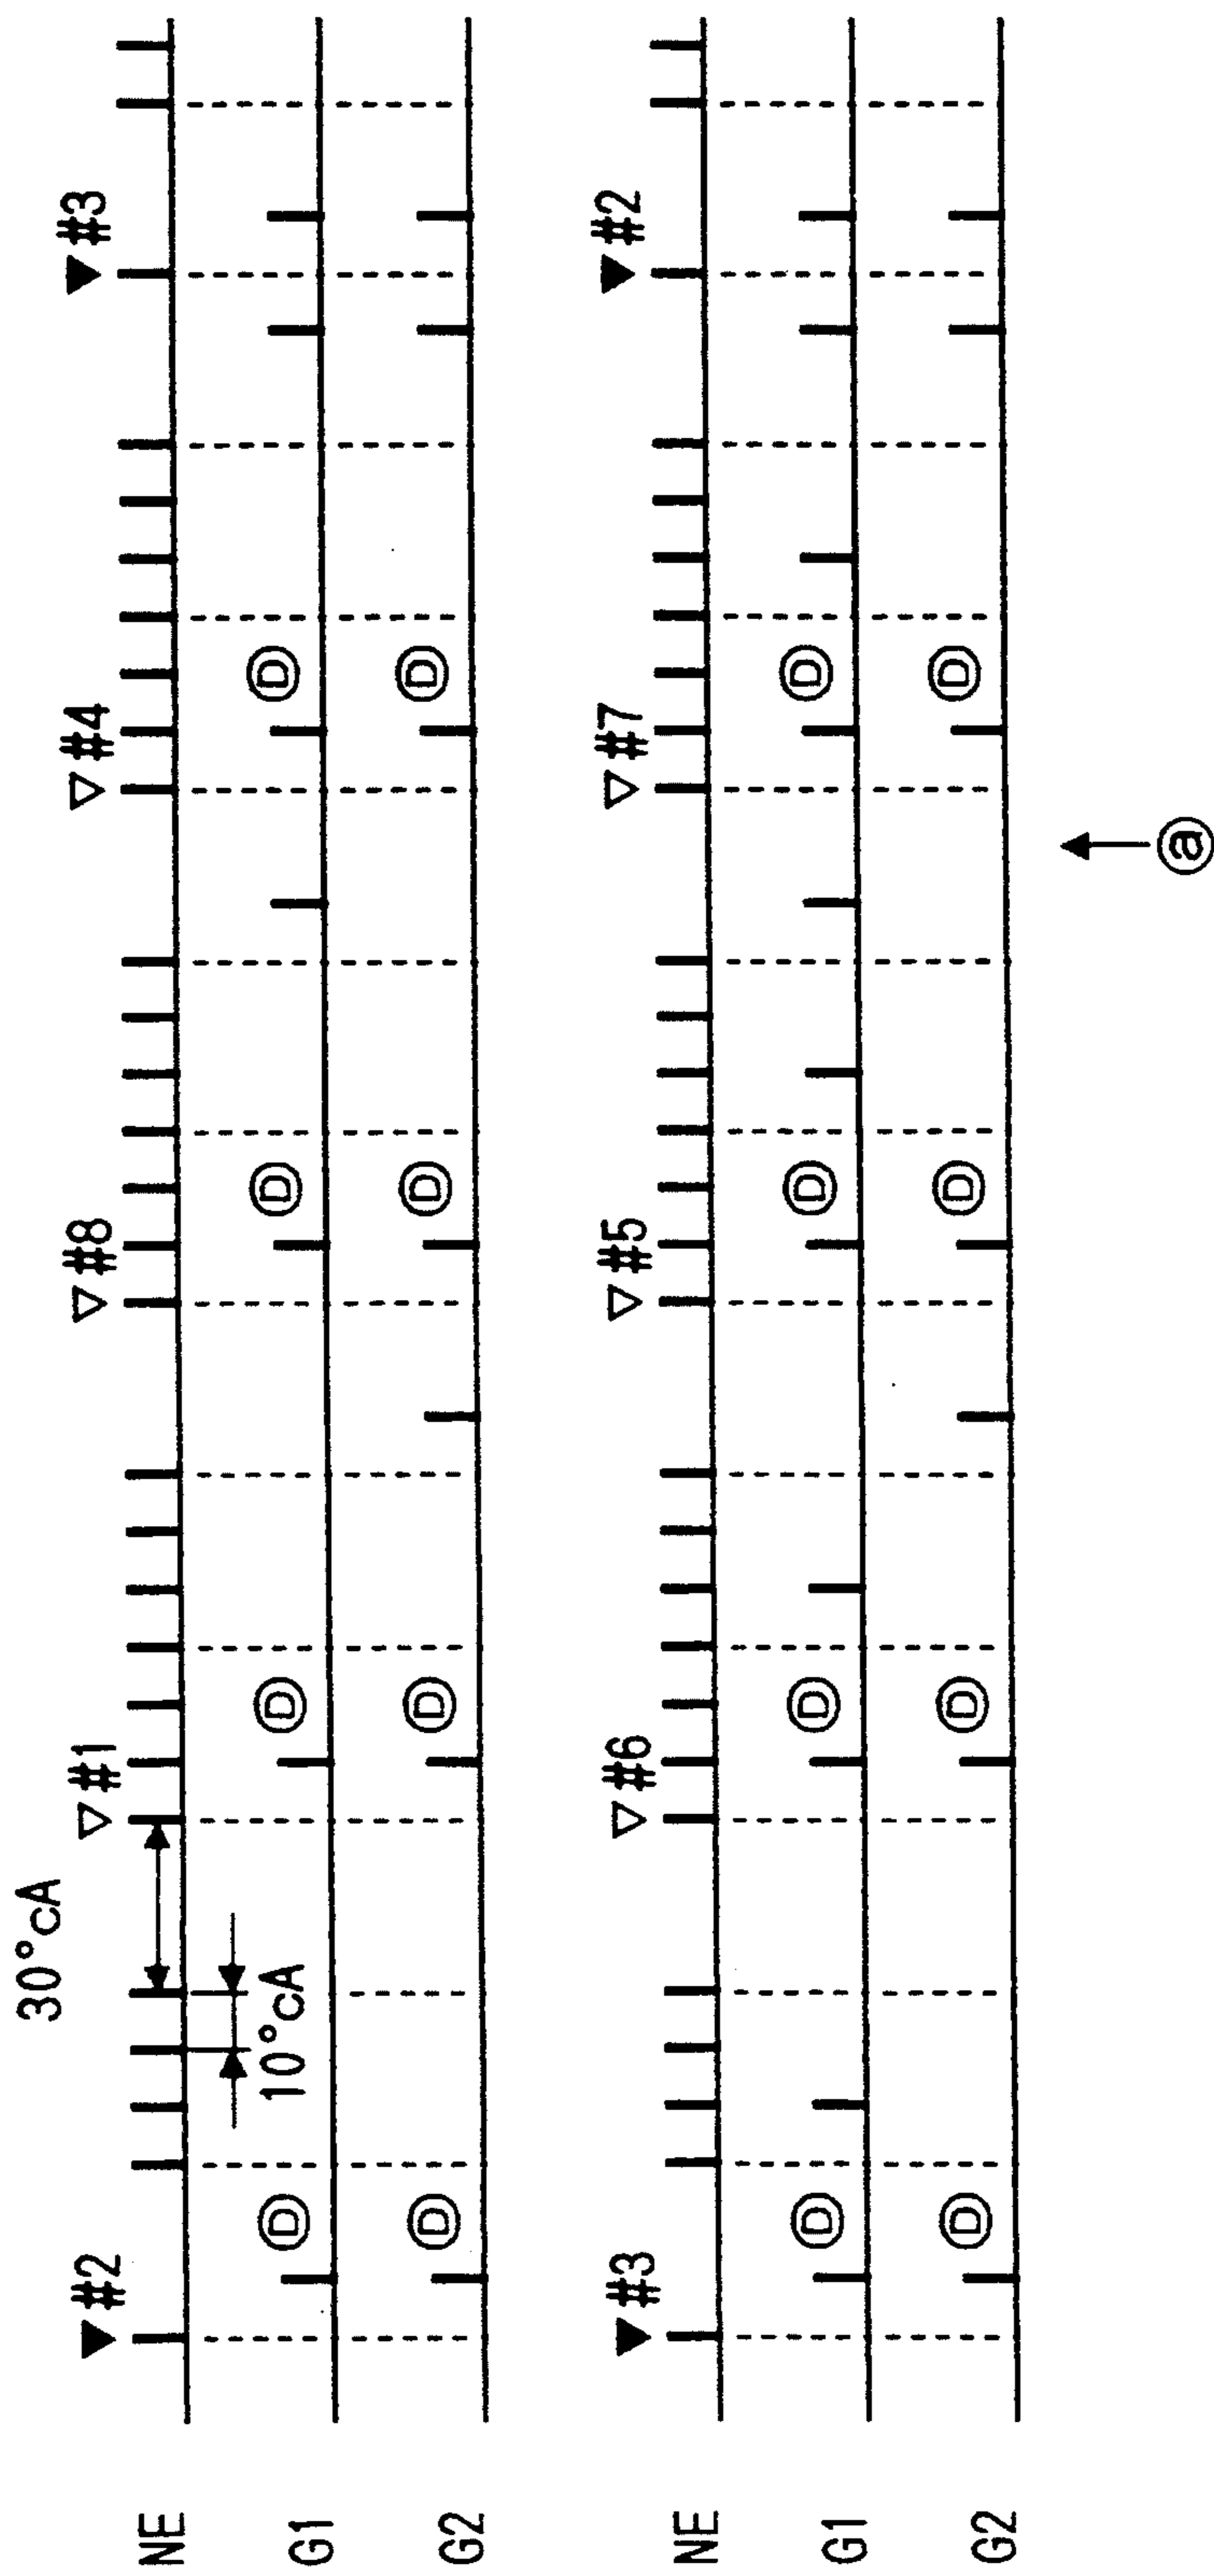 30°cA
#2 #1 #8 #4 #3
NE
G1 Ⓓ 10°cA Ⓓ Ⓓ Ⓓ
G2 Ⓓ Ⓓ Ⓓ Ⓓ
#3 #6 #5 #7 #2
NE
G1 Ⓓ Ⓓ Ⓓ Ⓓ
G2 Ⓓ Ⓓ Ⓓ Ⓓ
ⓐ